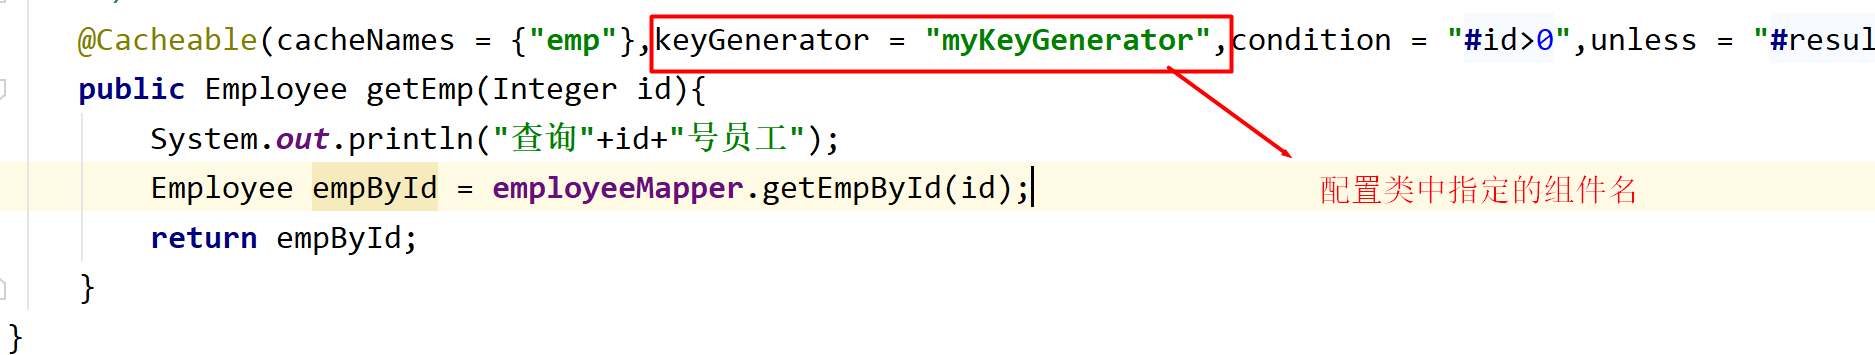 @Cacheable(cacheNames = {"emp"},keyGenerator = "myKeyGenerator",condition = "#id>0",unless = "#resul
public Employee getEmp(Integer id){
System.out.println("查询"+id+"号员工");
Employee empById = employeeMapper.getEmpById(id);
配置类中指定的组件名
return empById;
}
}